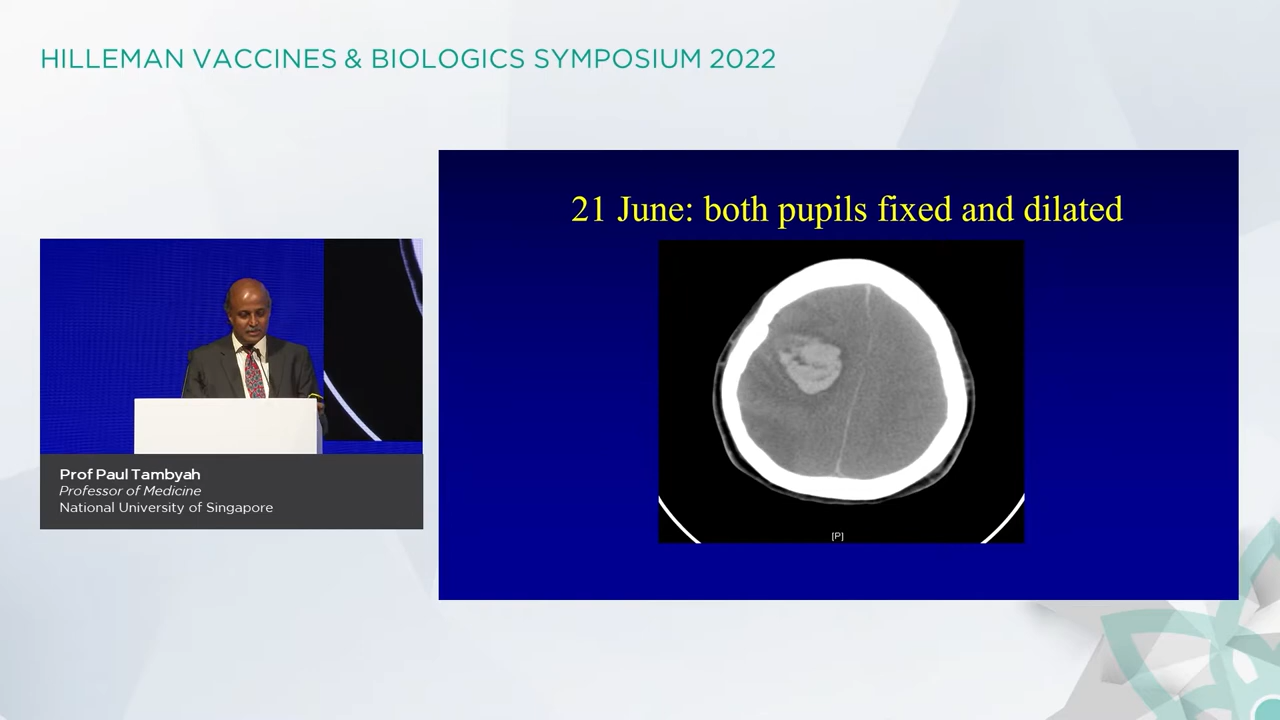 HILLEMAN VACCINES & BIOLOGICS SYMPOSIUM 2022
21 June: both pupils fixed and dilated
[P]
Prof Paul Tambyah
Professor of Medicine
National University of Singapore